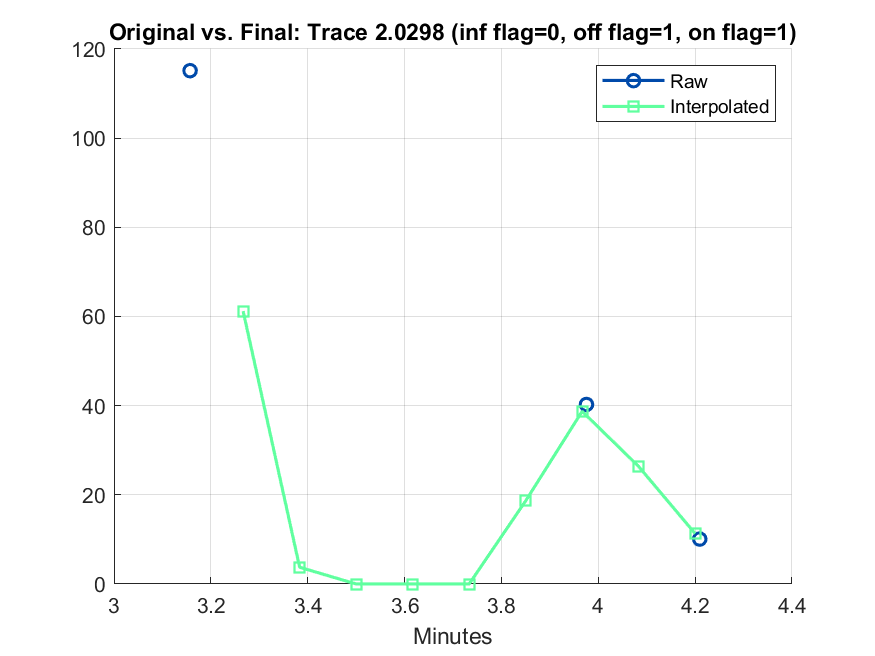 Original vs. Final: Trace 2.0298 (inf flag=0, off flag=1, on flag=1)
120
100
80
60
40
20
0
Raw
Interpolated
3 3.2 3.4 3.6 3.8 4 4.2 4.4
Minutes